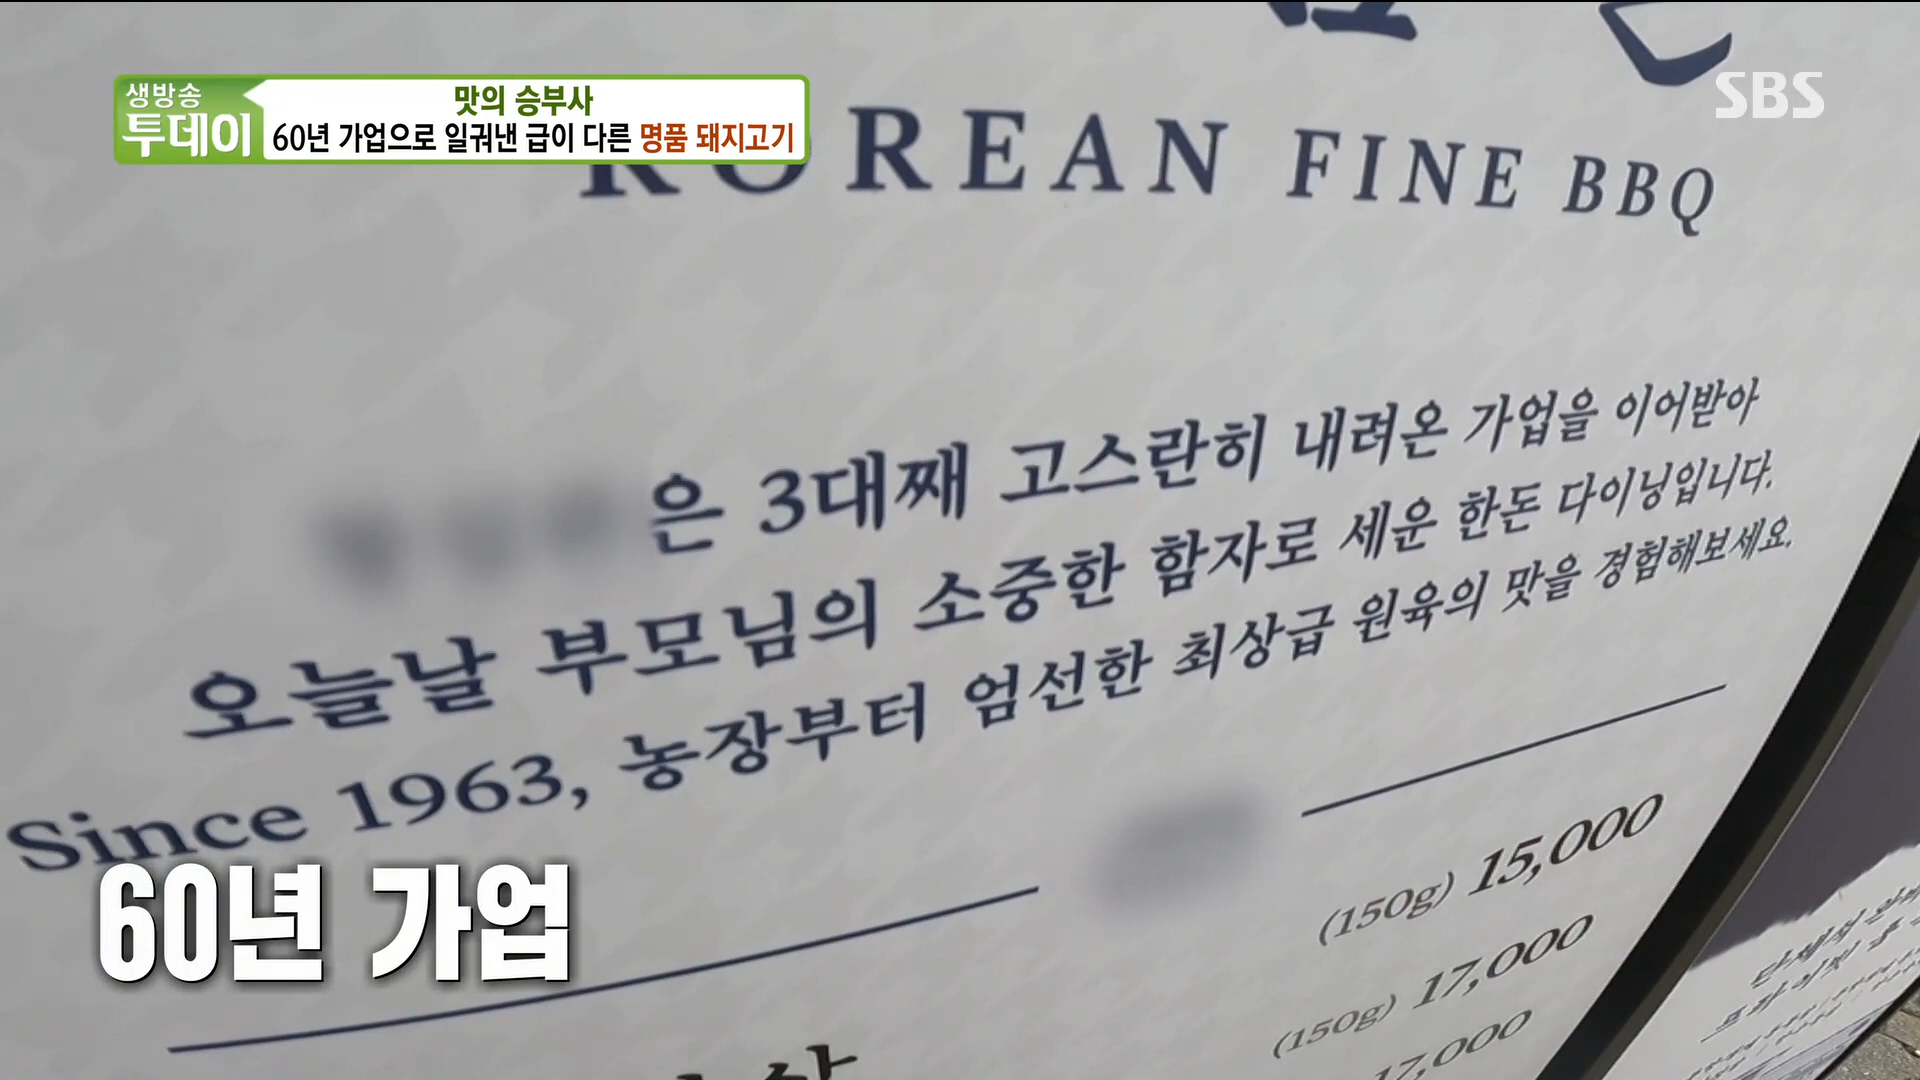 생방송
투데이
맛의 승부사
60년 가업으로 일궈낸 급이 다른 명품 돼지고기
SBS
KOREAN FINE BBQ
은 3대째 고스란히 내려온 가업을 이어받아
오늘날 부모님의 소중한 함자로 세운 한돈 다이닝입니다.
Since 1963, 농장부터 엄선한 최상급 원육의 맛을 경험해보세요.
(150g) 15,000
(150g) 17,000
17,000
60년 가업